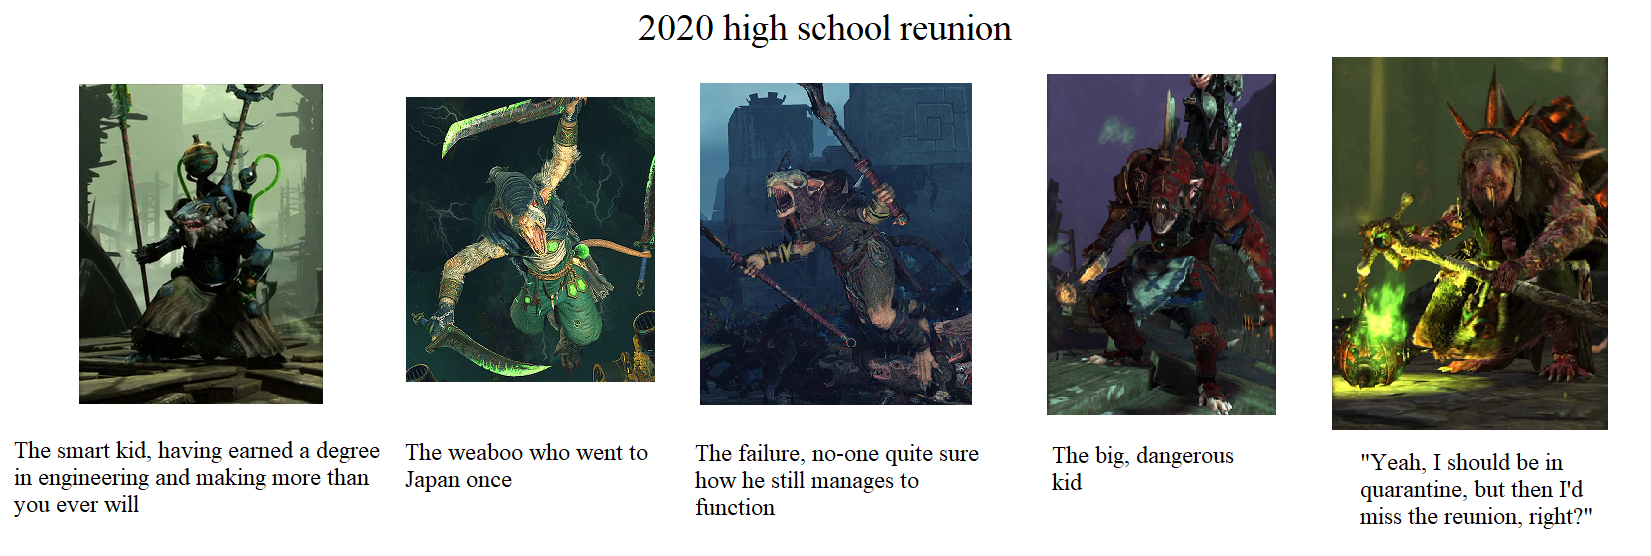 2020 high school reunion
The smart kid, having earned a degree
in engineering and making more than
you ever will
The weaboo who went to
Japan once
The failure, no-one quite sure
how he still manages to
function
The big, dangerous
kid
"Yeah, I should be in
quarantine, but then I'd
miss the reunion, right?"